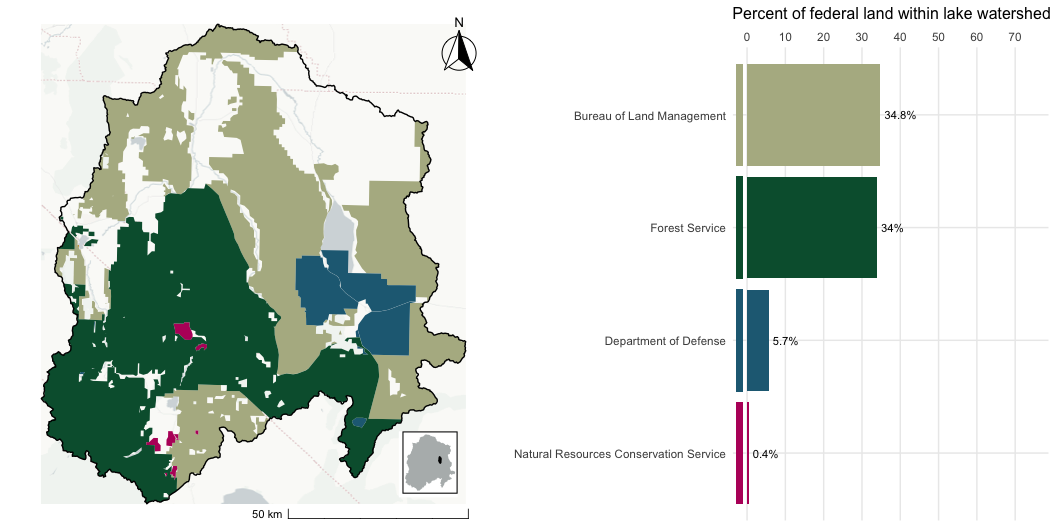 N
50 km
Percent of federal land within lake watershed
0 10 20 30 40 50 60 70
Bureau of Land Management 34.8%
Forest Service 34%
Department of Defense 5.7%
Natural Resources Conservation Service 0.4%